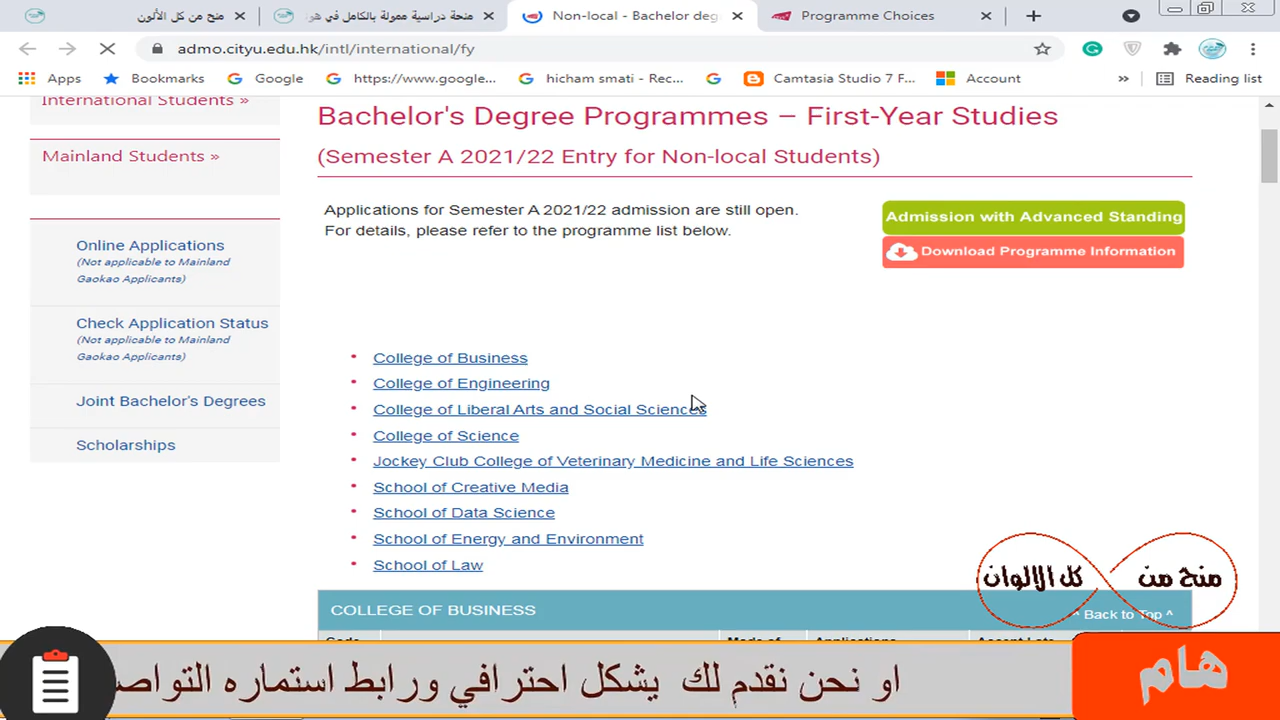 منح من كل الألون
منحة دراسية ممولة بالكامل في هو
Non-local - Bachelor deg
Programme Choices
admo.cityu.edu.hk/intl/international/fy
Apps
Bookmarks
Google
https://www.google...
hicham smati - Rec...
Camtasia Studio 7 F...
Account
»
Reading list
International Students »
Mainland Students »
Online Applications
(Not applicable to Mainland
Gaokao Applicants)
Check Application Status
(Not applicable to Mainland
Gaokao Applicants)
Joint Bachelor's Degrees
Scholarships
Bachelor's Degree Programmes – First-Year Studies
(Semester A 2021/22 Entry for Non-local Students)
Applications for Semester A 2021/22 admission are still open.
For details, please refer to the programme list below.
Admission with Advanced Standing
Download Programme Information
• College of Business
• College of Engineering
• College of Liberal Arts and Social Sciences
• College of Science
• Jockey Club College of Veterinary Medicine and Life Sciences
• School of Creative Media
• School of Data Science
• School of Energy and Environment
• School of Law
COLLEGE OF BUSINESS
^ Back to Top ^
منح من كل الالوان
او نحن نقدم لك يشكل احترافي ورابط استماره التواص
هام